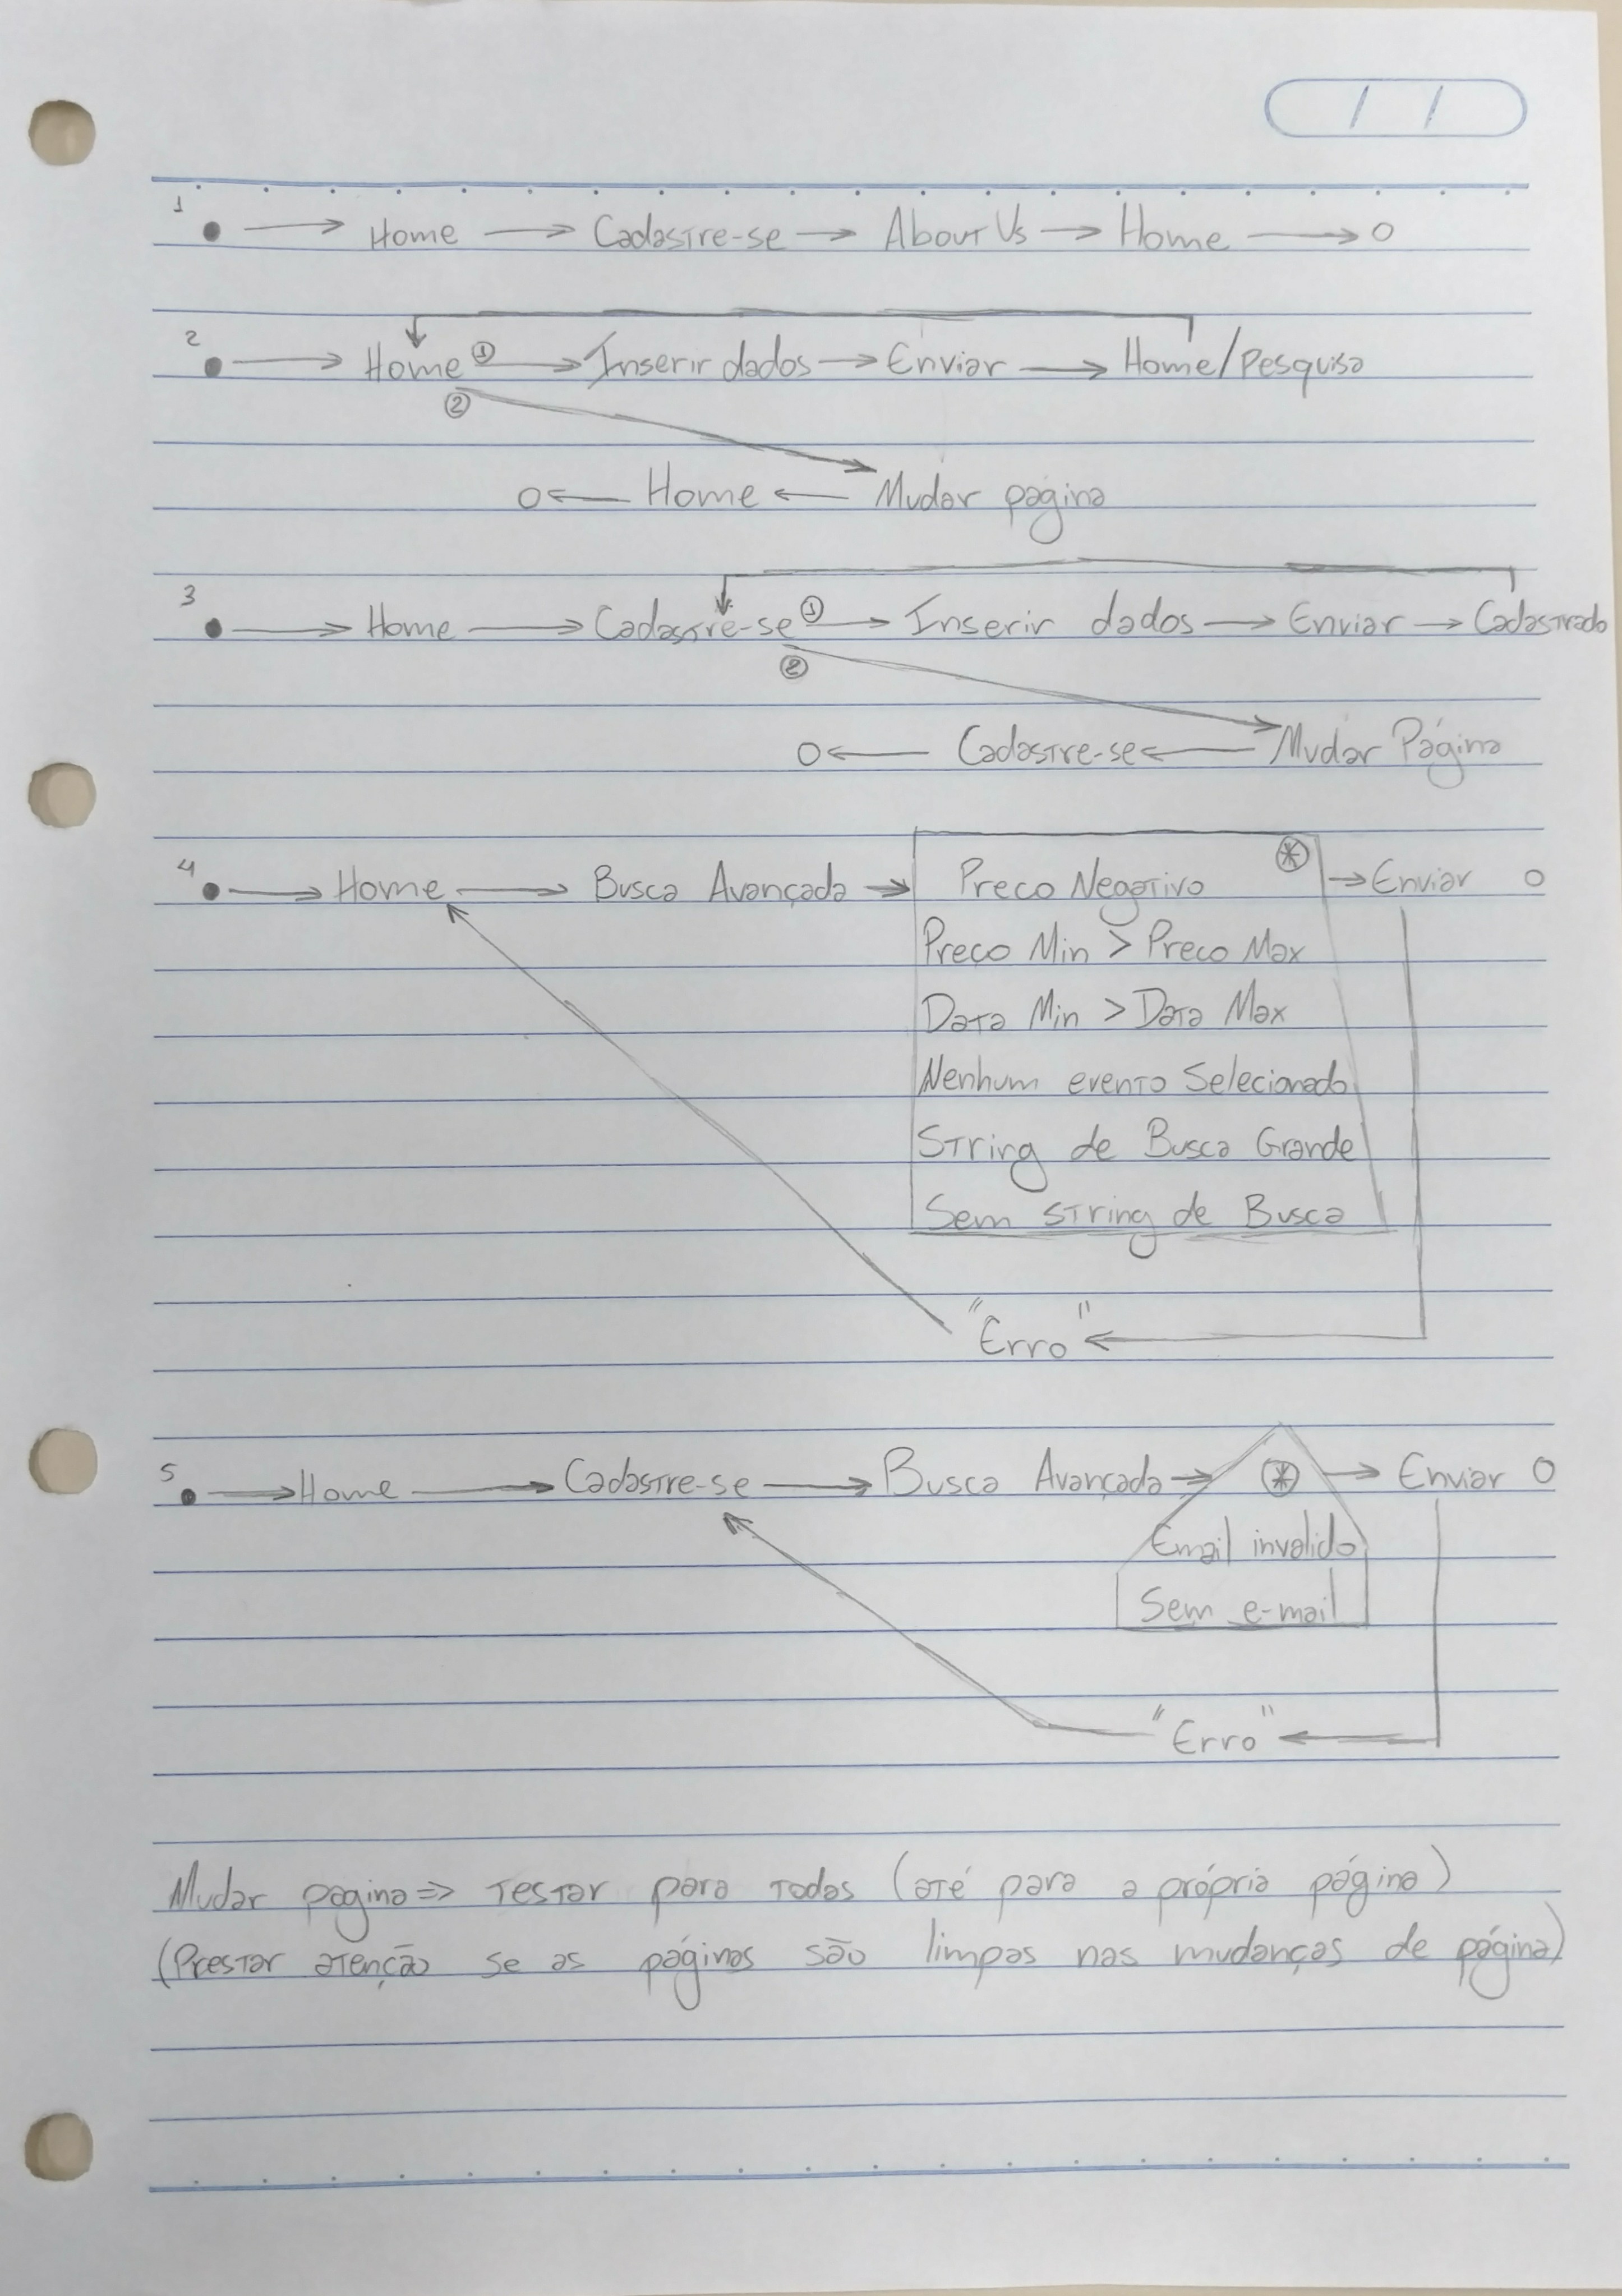 / /
1 ● → Home → Cadastre-se → About Us → Home → o
2 ● → Home ① → Inserir dados → Enviar → Home/Pesquisa
②
o ← Home ← Mudar pagina
3 ● → Home → Cadastre-se ① → Inserir dados → Enviar → Cadastrado
②
o ← Cadastre-se ← Mudar Página
4 ● → Home → Busca Avançada → Preco Negativo ⊛ → Enviar o
Preço Min > Preco Max
Data Min > Data Max
Nenhum evento Selecionado
String de Busca Grande
Sem string de Busca
"Erro" ←
5 ● → Home → Cadastre-se → Busca Avançada → ⊛ → Enviar O
Email invalido
Sem e-mail
"Erro" ←
Mudar pagina => Testar para Todas (até para a própria página)
(Prestar atenção se as páginas são limpas nas mudanças de página)